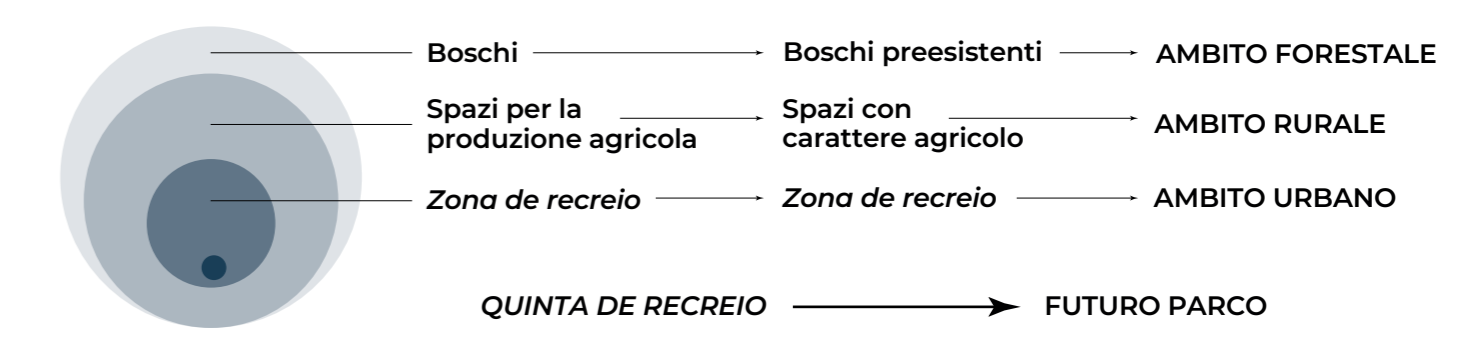 Boschi
Boschi preesistenti
AMBITO FORESTALE
Spazi per la
produzione agricola
Spazi con
carattere agricolo
AMBITO RURALE
Zona de recreio
Zona de recreio
AMBITO URBANO
QUINTA DE RECREIO
FUTURO PARCO